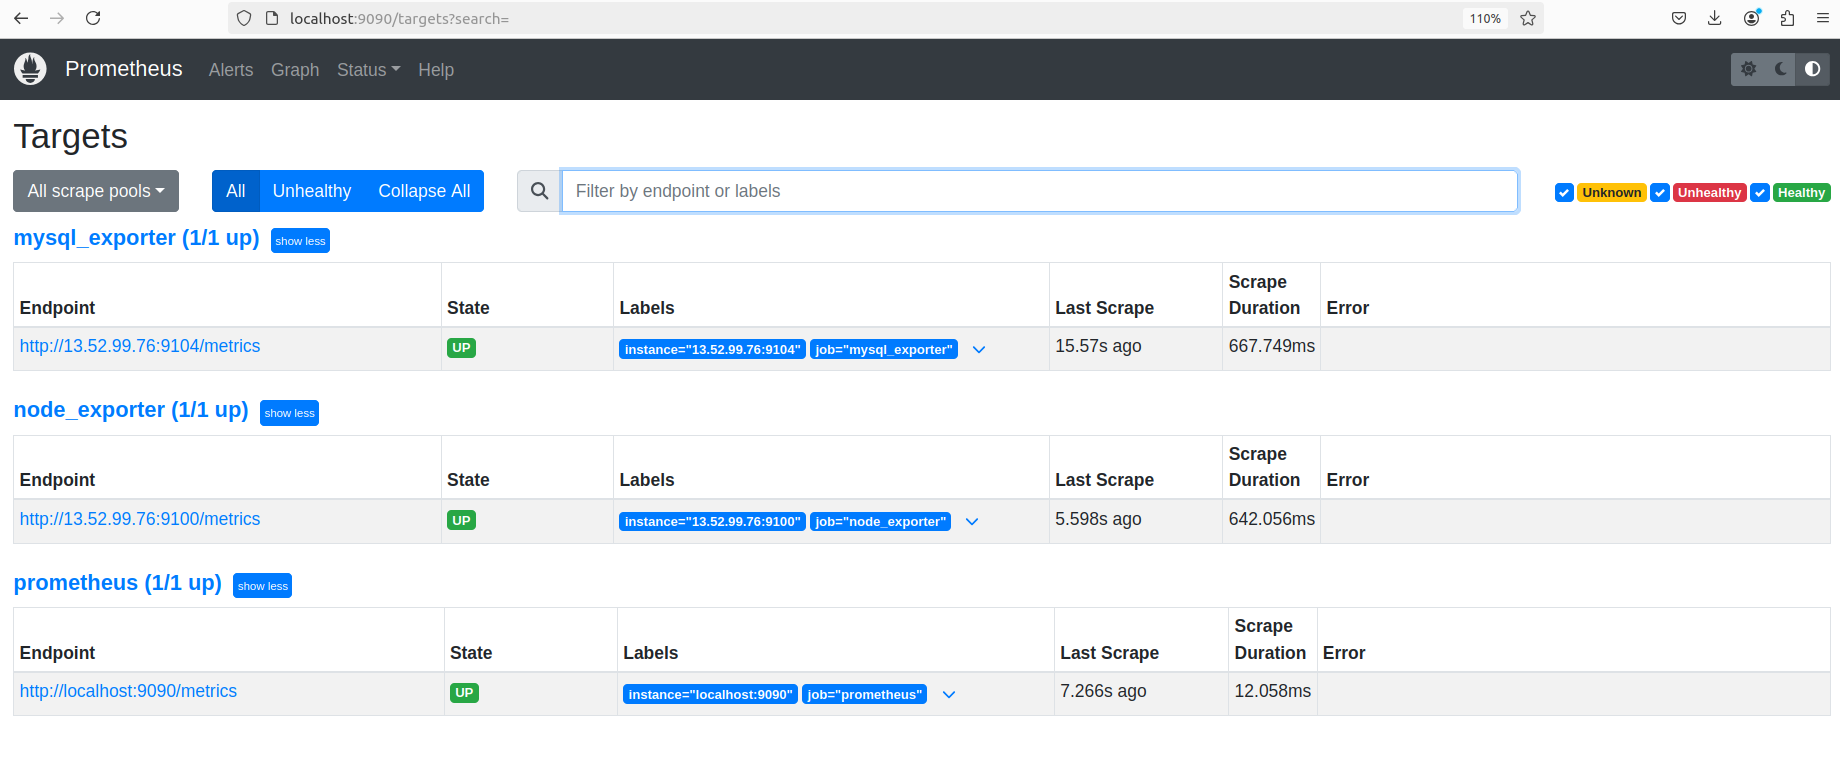 localhost:9090/targets?search=
110%
Prometheus Alerts Graph Status Help
Targets
All scrape pools All Unhealthy Collapse All Filter by endpoint or labels Unknown Unhealthy Healthy
mysql_exporter (1/1 up) show less
Endpoint State Labels Last Scrape Scrape Duration Error
http://13.52.99.76:9104/metrics UP instance="13.52.99.76:9104" job="mysql_exporter" 15.57s ago 667.749ms
node_exporter (1/1 up) show less
Endpoint State Labels Last Scrape Scrape Duration Error
http://13.52.99.76:9100/metrics UP instance="13.52.99.76:9100" job="node_exporter" 5.598s ago 642.056ms
prometheus (1/1 up) show less
Endpoint State Labels Last Scrape Scrape Duration Error
http://localhost:9090/metrics UP instance="localhost:9090" job="prometheus" 7.266s ago 12.058ms